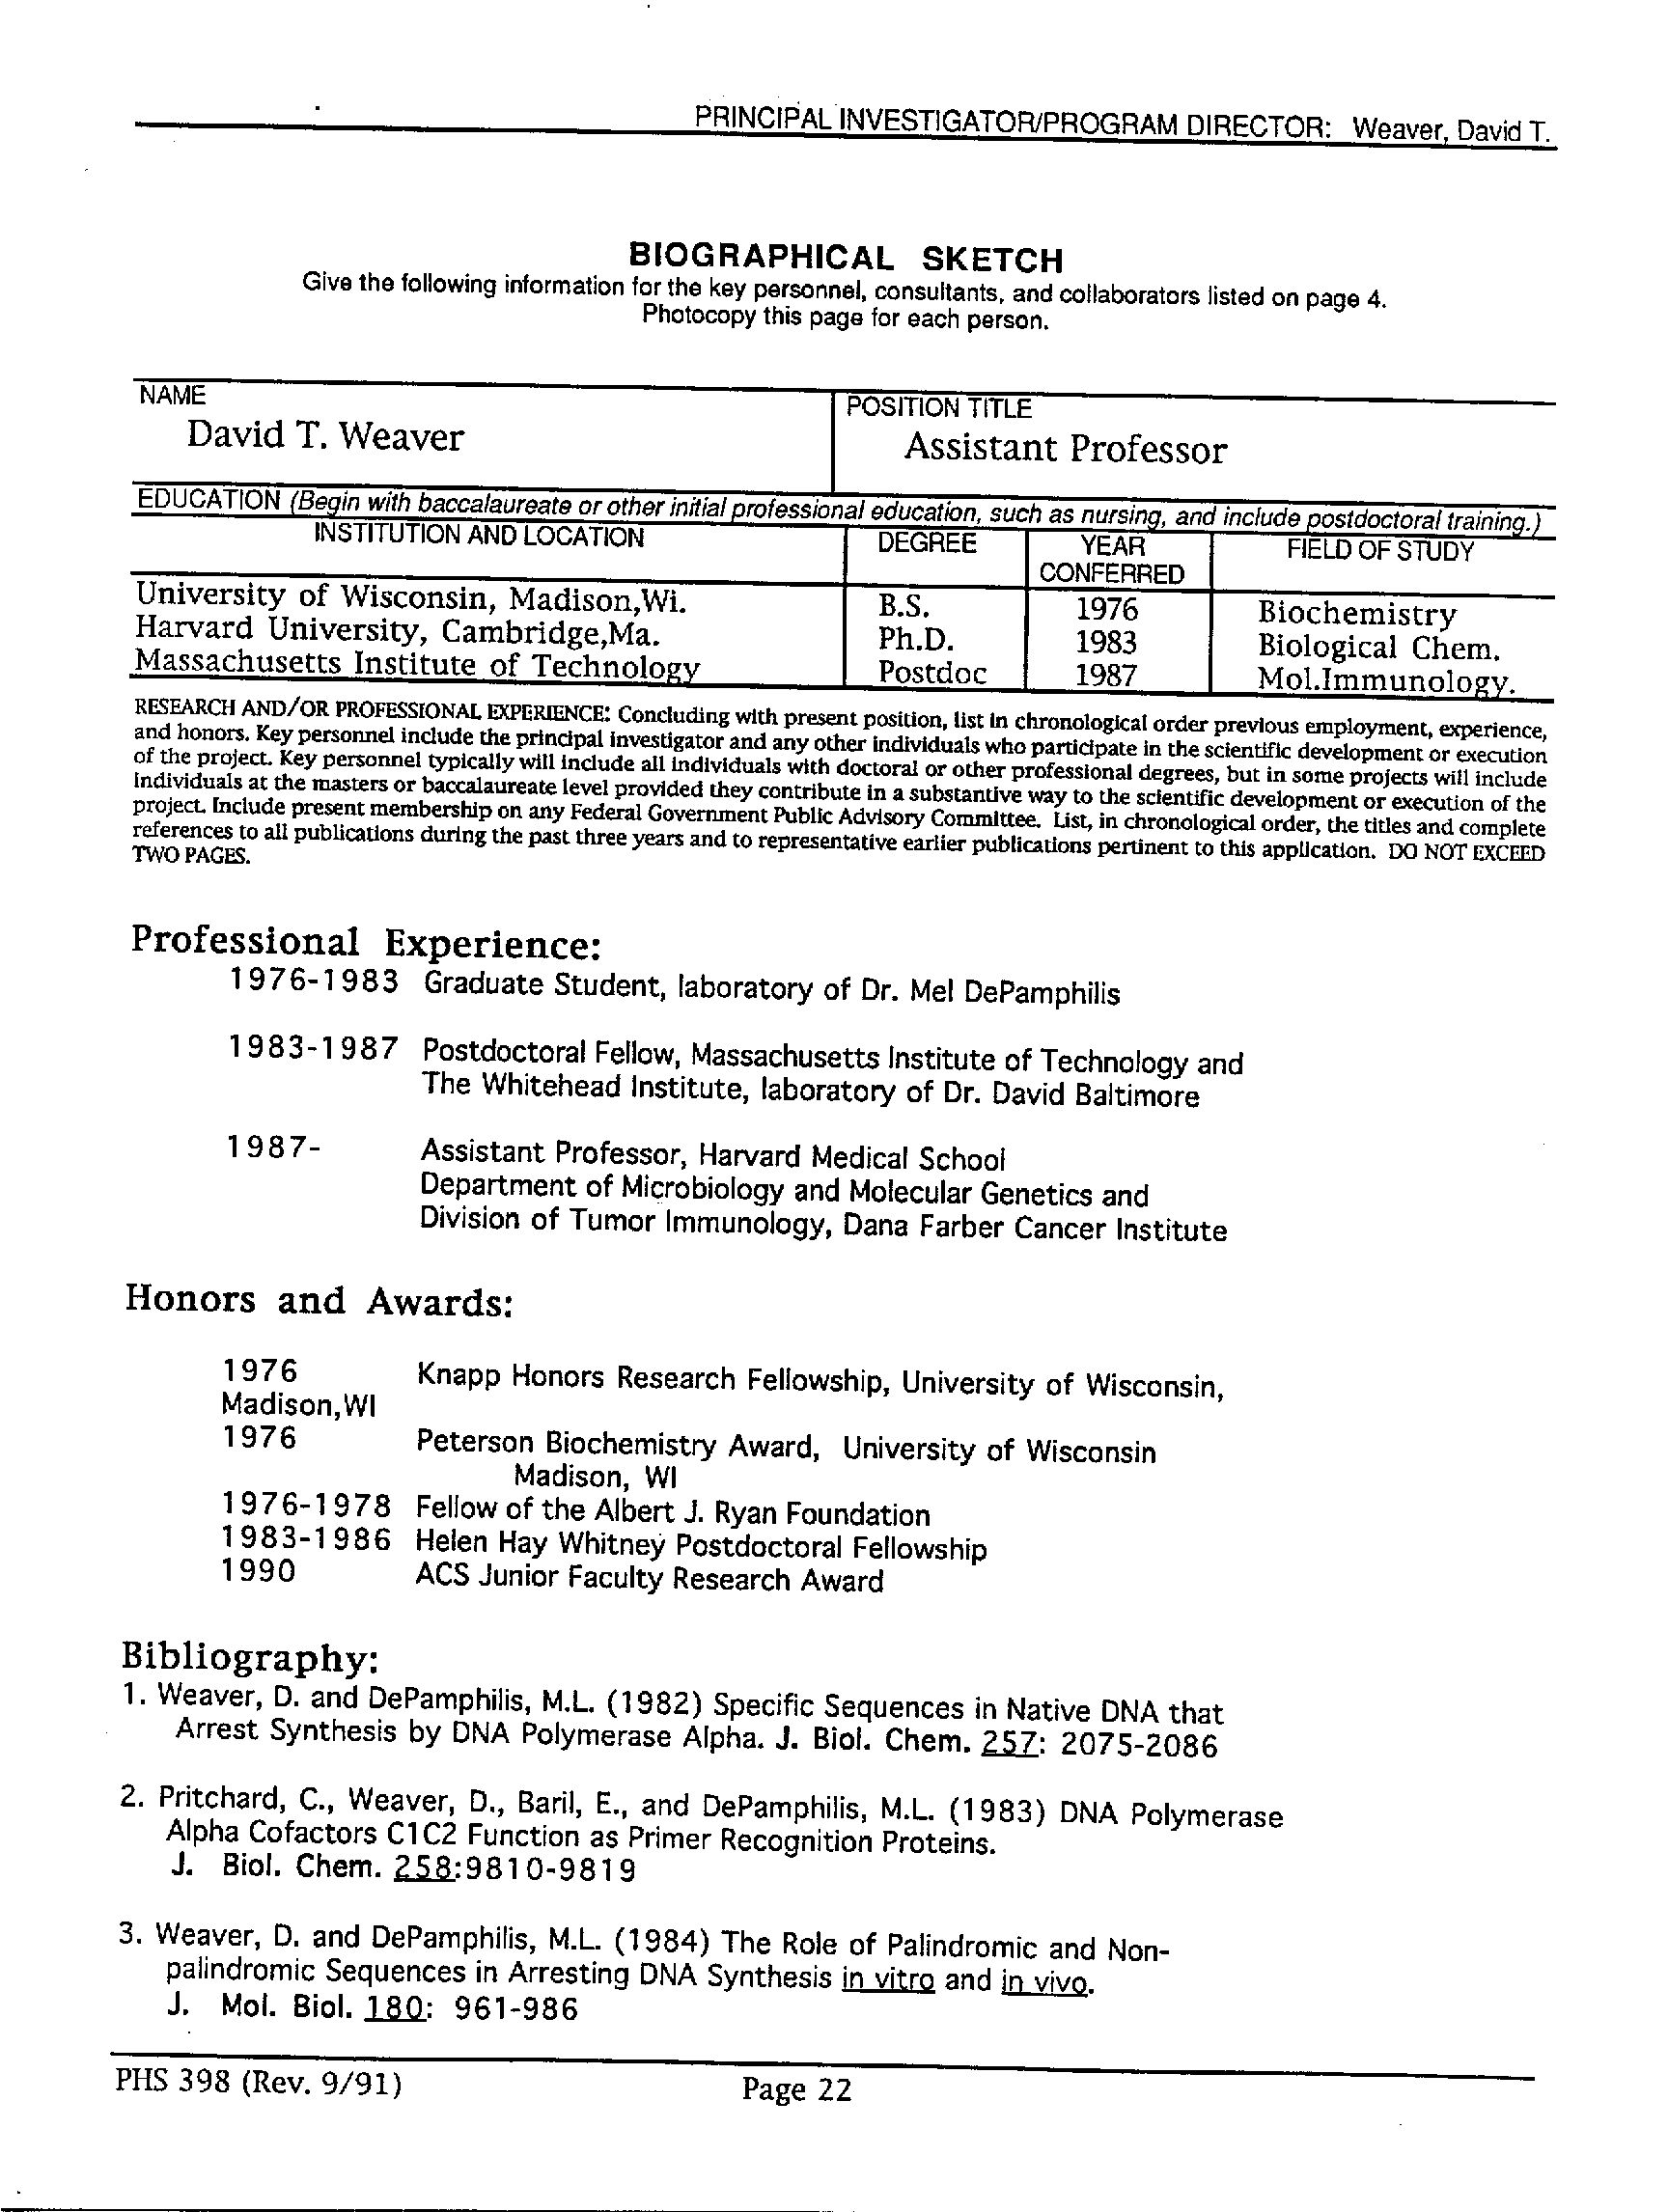 PRINCIPAL INVESTIGATOR/PROGRAM DIRECTOR: Weaver, David T.
BIOGRAPHICAL SKETCH
Give the following information for the key personnel, consultants, and collaborators listed on page 4.
Photocopy this page for each person.
NAME
David T. Weaver
POSITION TITLE
Assistant Professor
EDUCATION (Begin with baccalaureate or other initial professional education, such as nursing, and include postdoctoral training.)
INSTITUTION AND LOCATION DEGREE YEAR CONFERRED FIELD OF STUDY
University of Wisconsin, Madison,Wi. B.S. 1976 Biochemistry
Harvard University, Cambridge,Ma. Ph.D. 1983 Biological Chem.
Massachusetts Institute of Technology Postdoc 1987 Mol.Immunology.
RESEARCH AND/OR PROFESSIONAL EXPERIENCE: Concluding with present position, list in chronological order previous employment, experience,
and honors. Key personnel include the principal investigator and any other individuals who participate in the scientific development or execution
of the project. Key personnel typically will include all individuals with doctoral or other professional degrees, but in some projects will include
individuals at the masters or baccalaureate level provided they contribute in a substantive way to the scientific development or execution of the
project. Include present membership on any Federal Government Public Advisory Committee. List, in chronological order, the titles and complete
references to all publications during the past three years and to representative earlier publications pertinent to this application. DO NOT EXCEED
TWO PAGES.
Professional Experience:
1976-1983 Graduate Student, laboratory of Dr. Mel DePamphilis
1983-1987 Postdoctoral Fellow, Massachusetts Institute of Technology and
The Whitehead Institute, laboratory of Dr. David Baltimore
1987- Assistant Professor, Harvard Medical School
Department of Microbiology and Molecular Genetics and
Division of Tumor Immunology, Dana Farber Cancer Institute
Honors and Awards:
1976 Knapp Honors Research Fellowship, University of Wisconsin,
Madison,WI
1976 Peterson Biochemistry Award, University of Wisconsin
Madison, WI
1976-1978 Fellow of the Albert J. Ryan Foundation
1983-1986 Helen Hay Whitney Postdoctoral Fellowship
1990 ACS Junior Faculty Research Award
Bibliography:
1. Weaver, D. and DePamphilis, M.L. (1982) Specific Sequences in Native DNA that
Arrest Synthesis by DNA Polymerase Alpha. J. Biol. Chem. 257: 2075-2086
2. Pritchard, C., Weaver, D., Baril, E., and DePamphilis, M.L. (1983) DNA Polymerase
Alpha Cofactors C1C2 Function as Primer Recognition Proteins.
J. Biol. Chem. 258:9810-9819
3. Weaver, D. and DePamphilis, M.L. (1984) The Role of Palindromic and Non-
palindromic Sequences in Arresting DNA Synthesis in vitro and in vivo.
J. Mol. Biol. 180: 961-986
PHS 398 (Rev. 9/91) Page 22